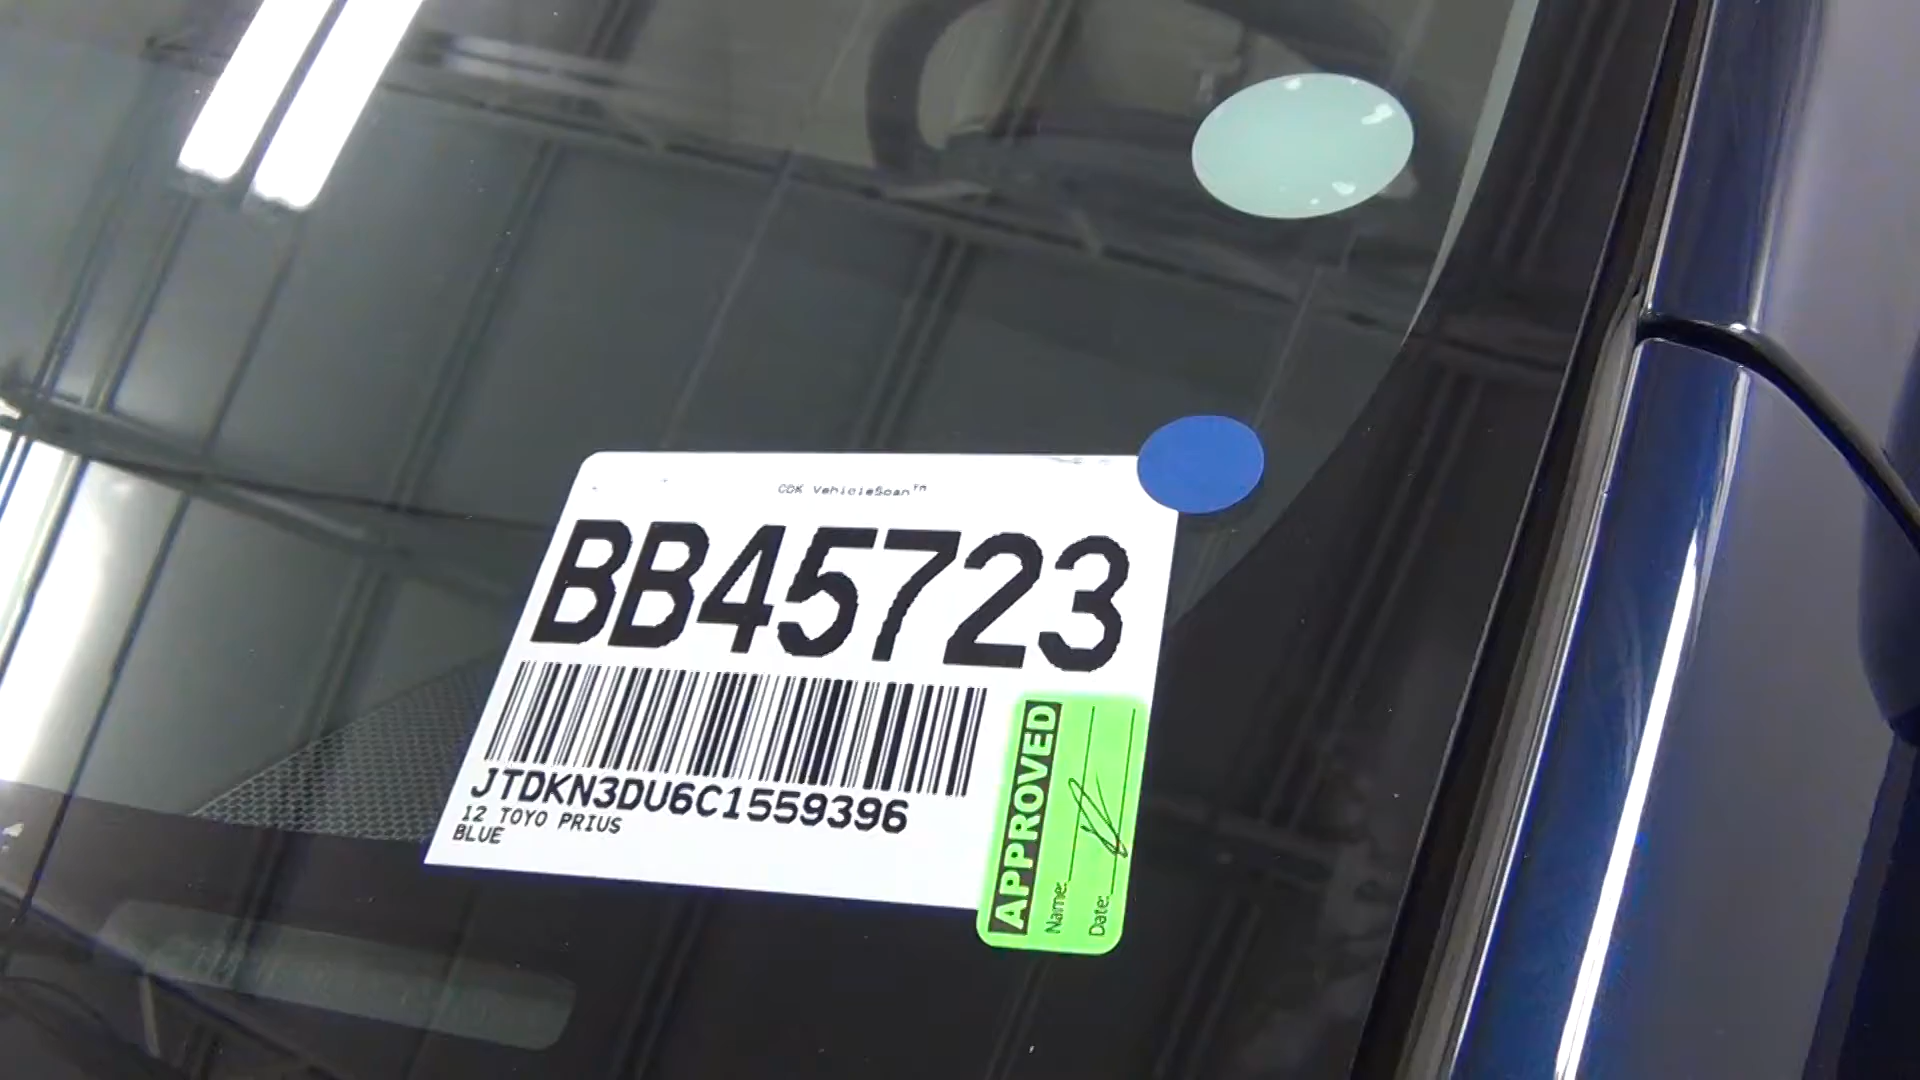 CDK VehicleScan™
BB45723
JTDKN3DU6C1559396
12 TOYO PRIUS
BLUE
APPROVED
Name:
Date: